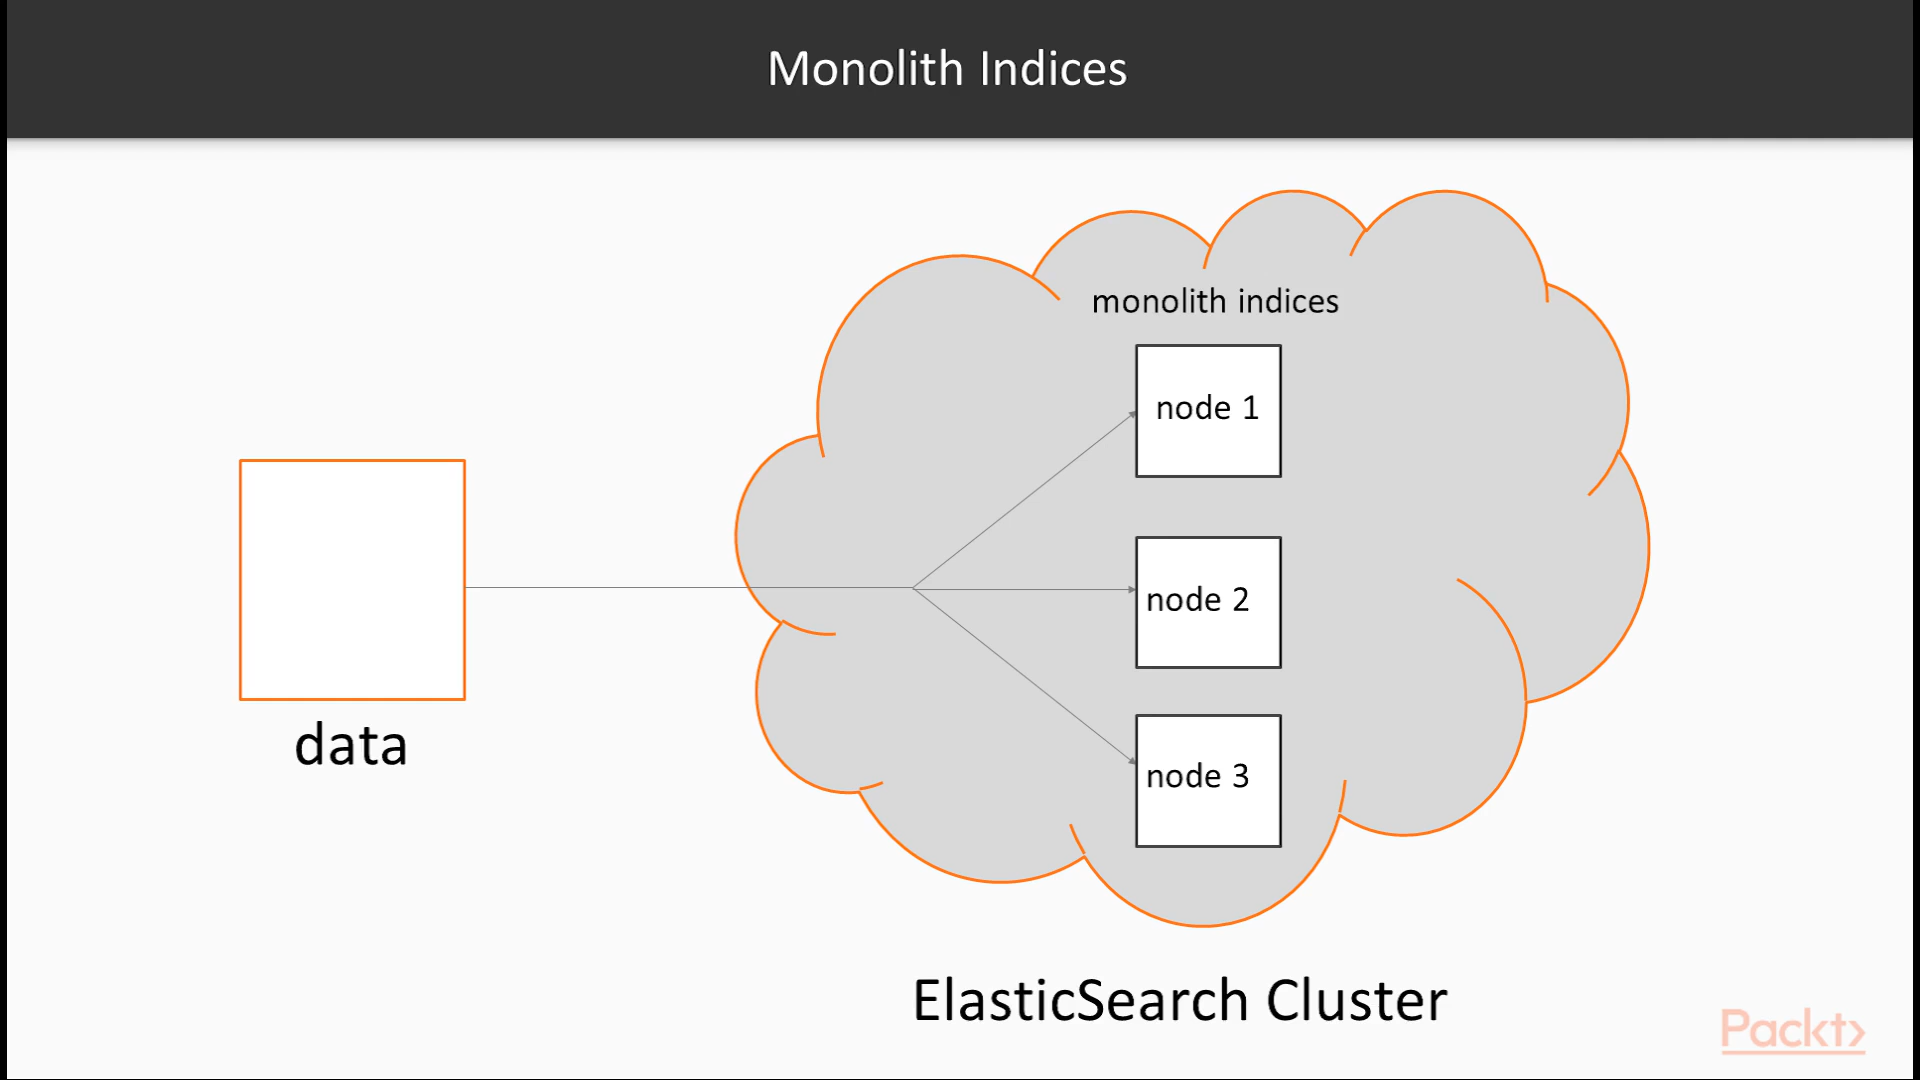 Monolith Indices
monolith indices
node 1
node 2
node 3
data
ElasticSearch Cluster
Packt>